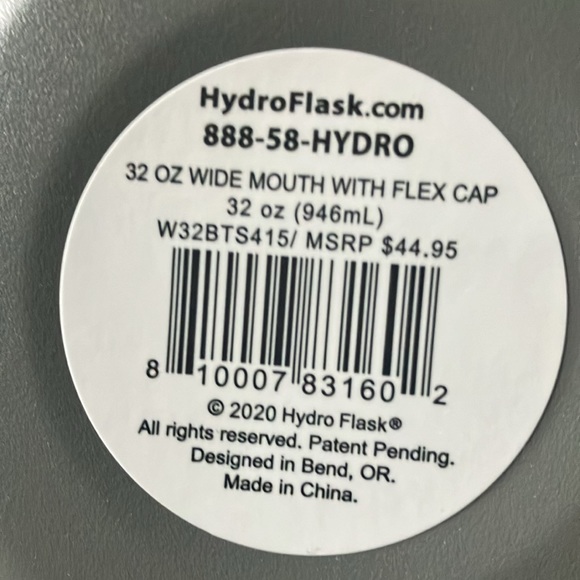 HydroFlask.com
888-58-HYDRO
32 OZ WIDE MOUTH WITH FLEX CAP
32 oz (946mL)
W32BTS415/ MSRP $44.95
8 10007 83160 2
© 2020 Hydro Flask®
All rights reserved. Patent Pending.
Designed in Bend, OR.
Made in China.